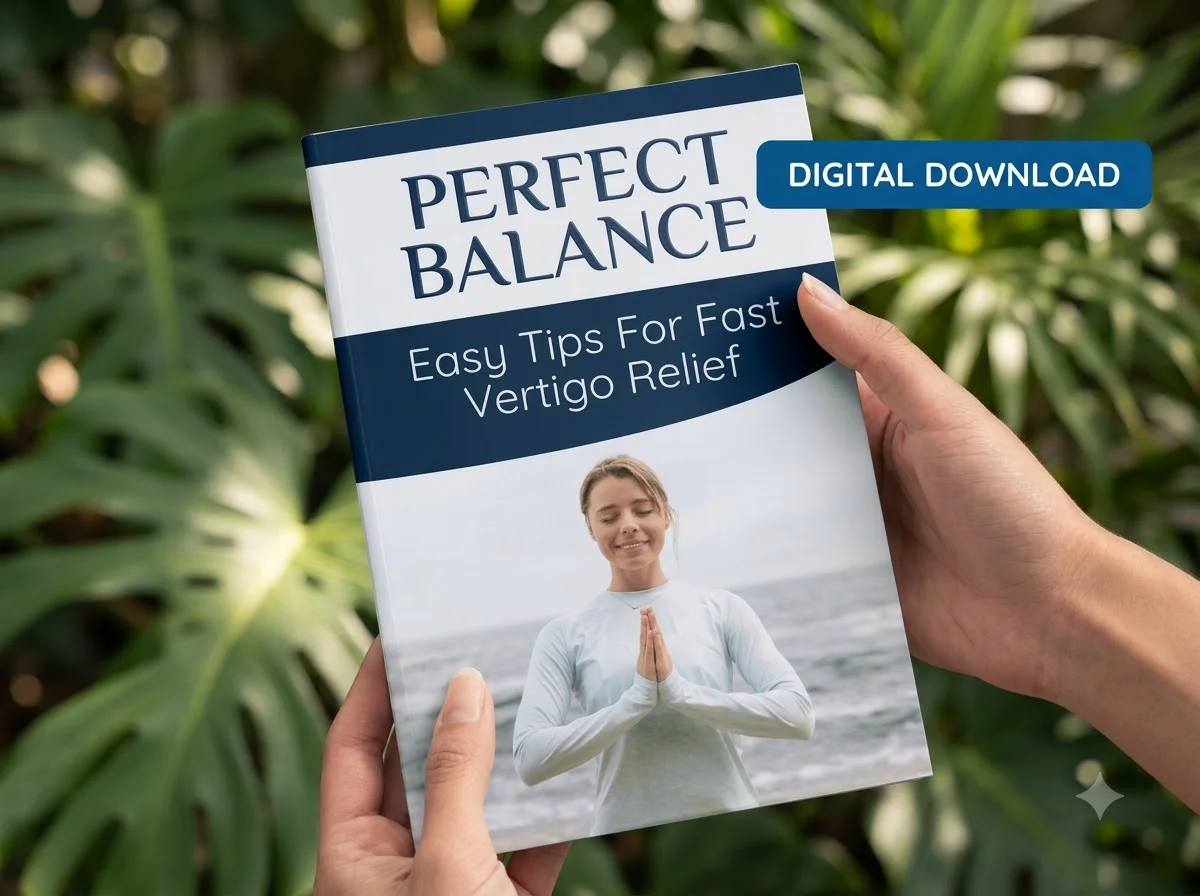 PERFECT
BALANCE
DIGITAL DOWNLOAD
Easy Tips For Fast
Vertigo Relief